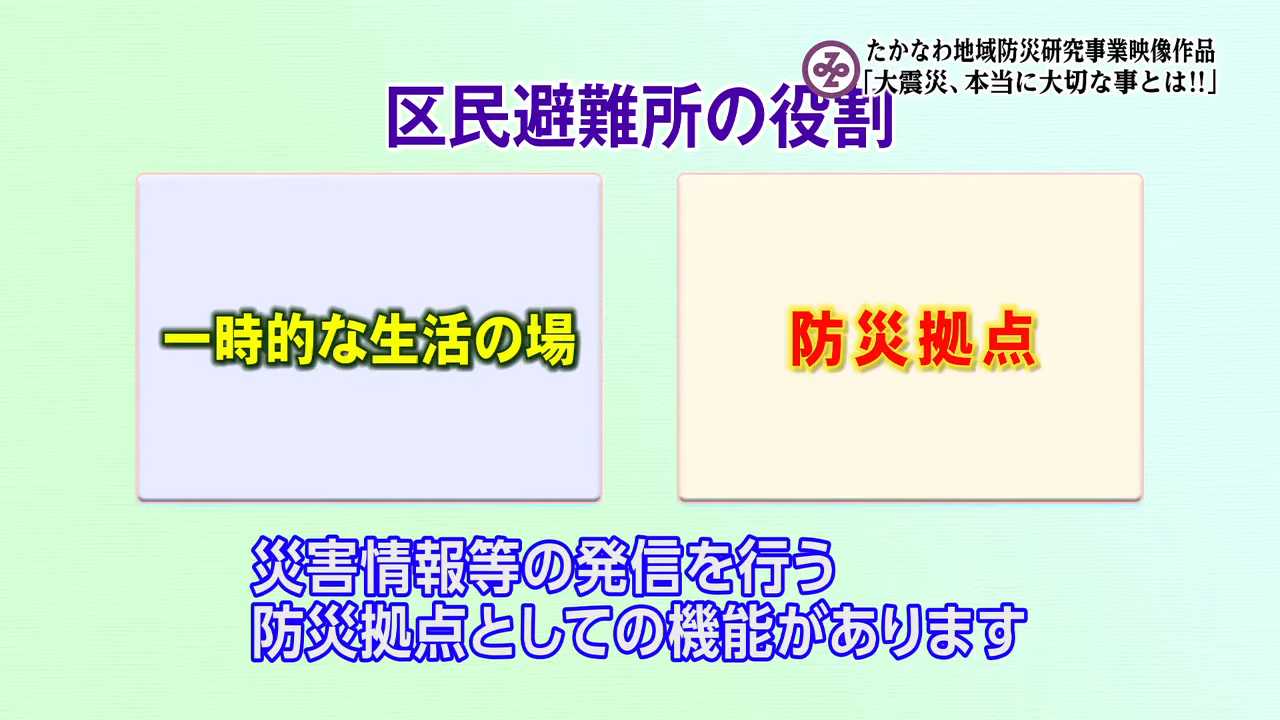 たかなわ地域防災研究事業映像作品
「大震災、本当に大切な事とは!!」
区民避難所の役割
一時的な生活の場
防災拠点
災害情報等の発信を行う
防災拠点としての機能があります